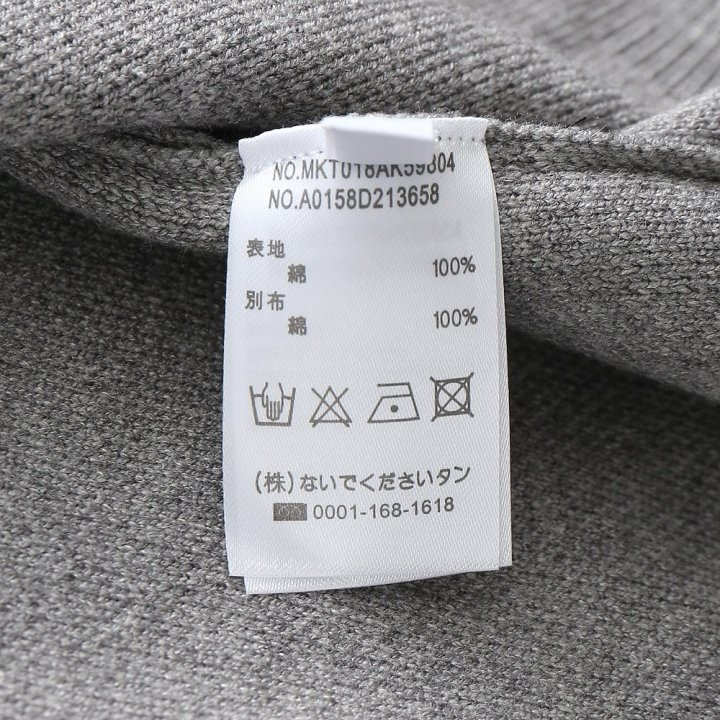 NO.MKT018AK59804
NO.A0158D213658
表地
綿 100%
別布
綿 100%
(株)ないでくださいタン
0001-168-1618